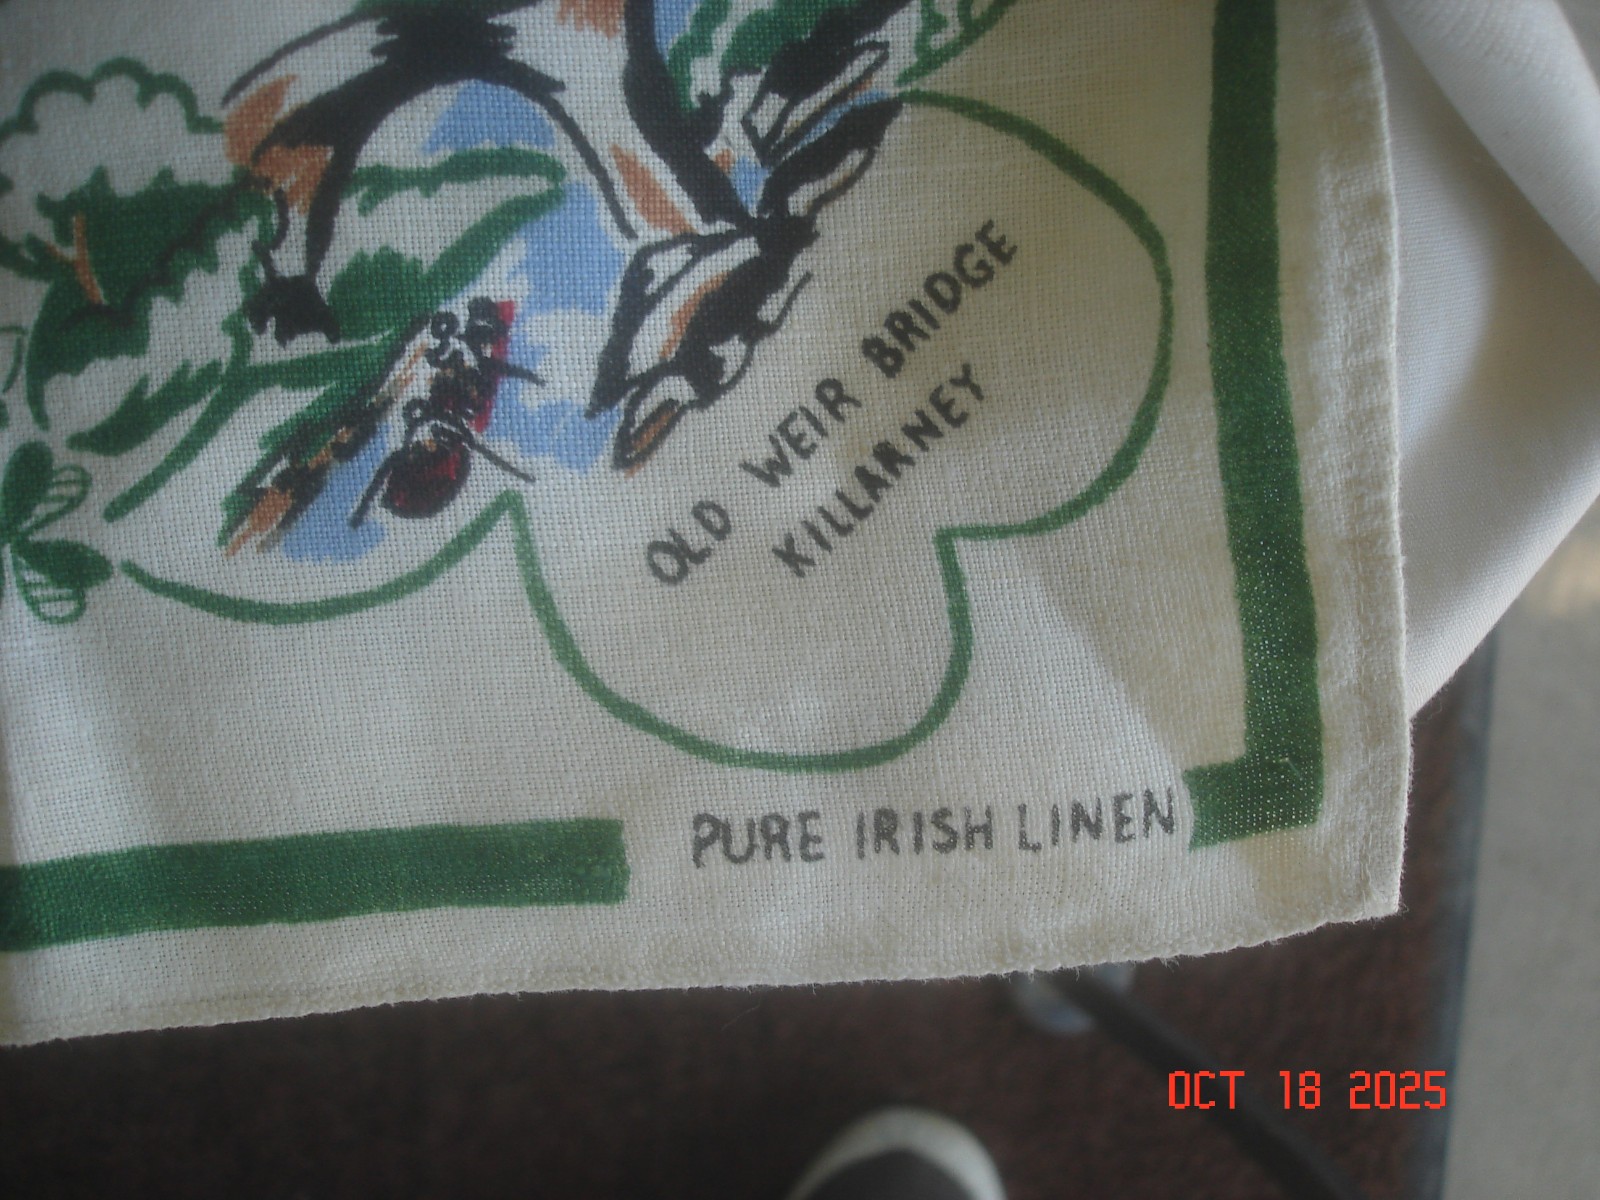 OLD WEIR BRIDGE
KILLARNEY
PURE IRISH LINEN
OCT 18 2025